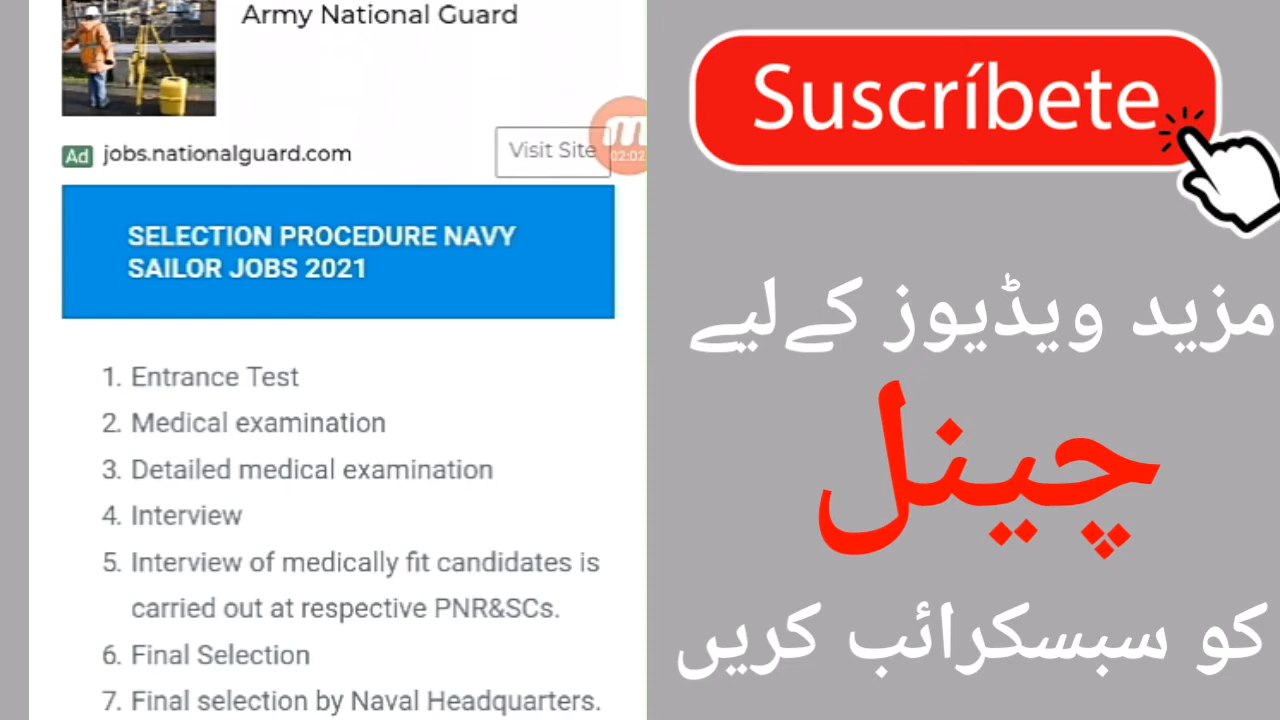 Army National Guard
Ad jobs.nationalguard.com
Visit Site
02:02
SELECTION PROCEDURE NAVY
SAILOR JOBS 2021
1. Entrance Test
2. Medical examination
3. Detailed medical examination
4. Interview
5. Interview of medically fit candidates is
carried out at respective PNR&SCs.
6. Final Selection
7. Final selection by Naval Headquarters.
Suscríbete
مزید ویڈیوز کےلیے
چینل
کو سبسکرائب کریں